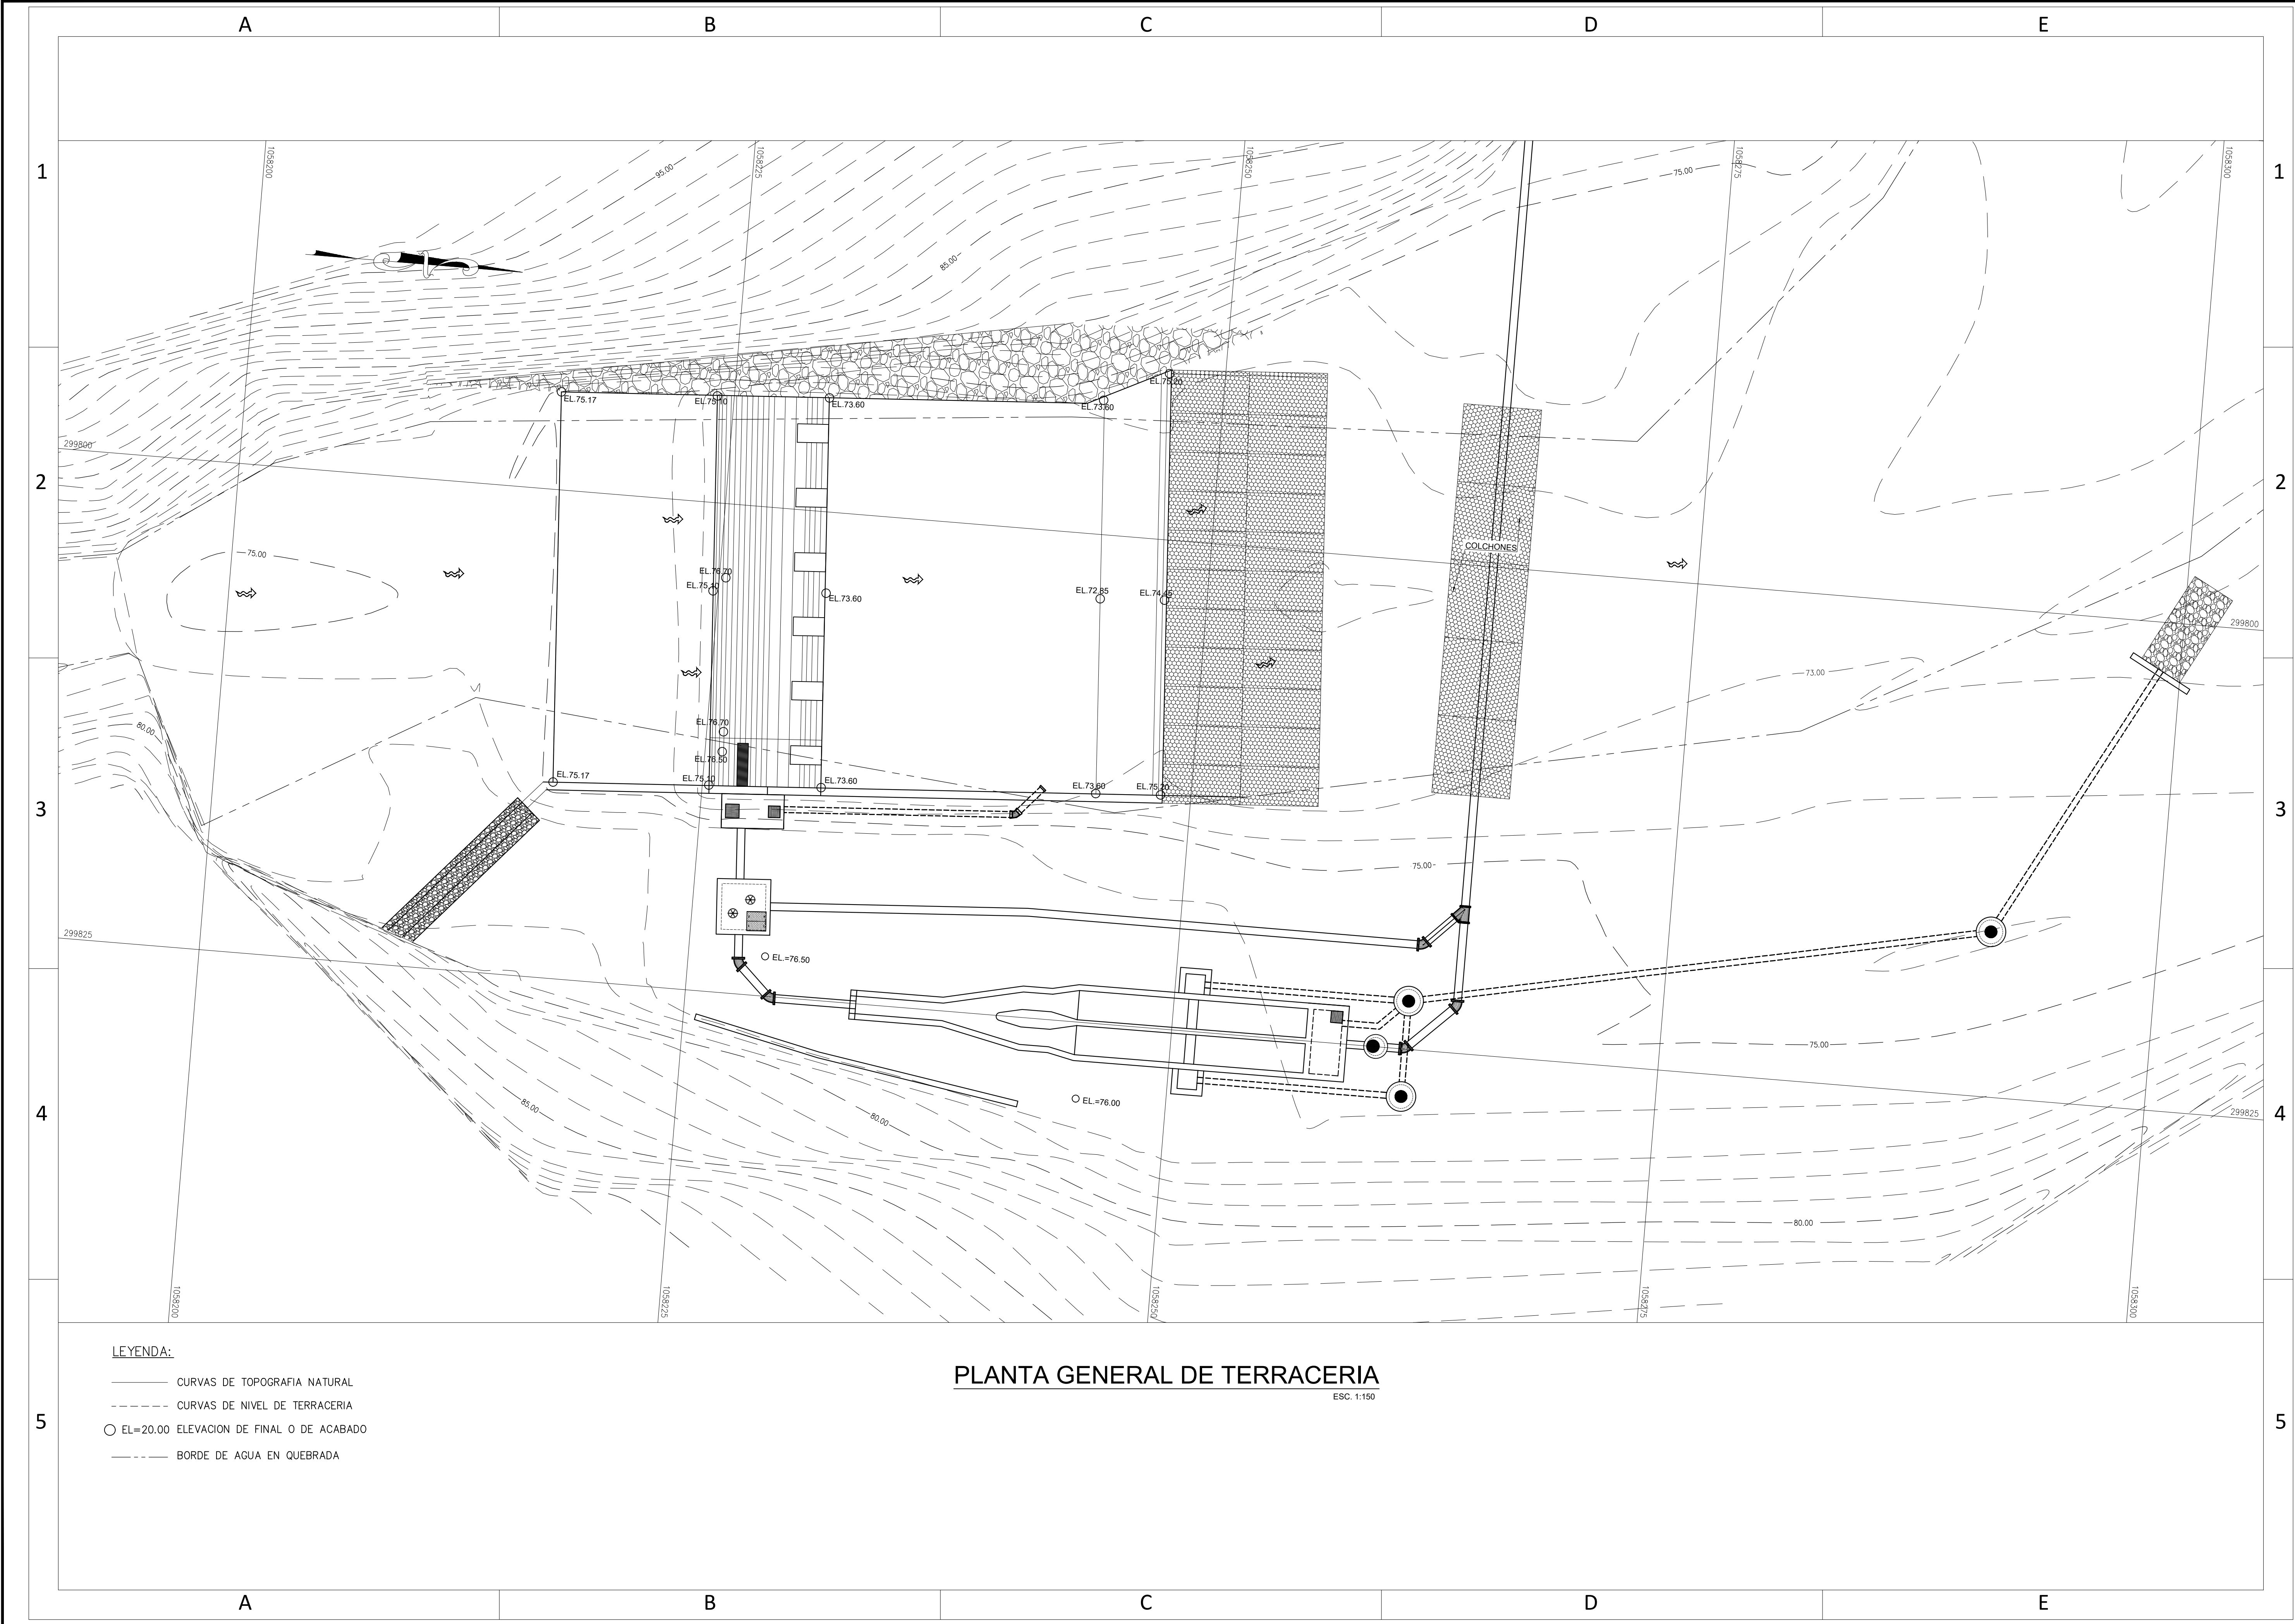 A B C D E
1 1
1058200 1058225 1058250 1058275 1058300
95.00
75.00
85.00
EL.75.17
EL.75.10
EL.73.60
EL.73.60
EL.75.20
299800
2 2
COLCHONES
75.00
EL.76.70
EL.75.10
EL.73.60
EL.72.85
EL.74.45
299800
73.00
EL.76.70
80.00
EL.76.50
EL.75.17
EL.75.10
EL.73.60
EL.73.60
EL.75.20
3 3
75.00
299825
EL.=76.50
75.00
85.00
EL.=76.00
80.00
4 4
299825
80.00
1058200 1058225 1058250 1058275 1058300
LEYENDA:
CURVAS DE TOPOGRAFIA NATURAL
CURVAS DE NIVEL DE TERRACERIA
EL=20.00 ELEVACION DE FINAL O DE ACABADO
BORDE DE AGUA EN QUEBRADA
PLANTA GENERAL DE TERRACERIA
ESC. 1:150
5 5
A B C D E